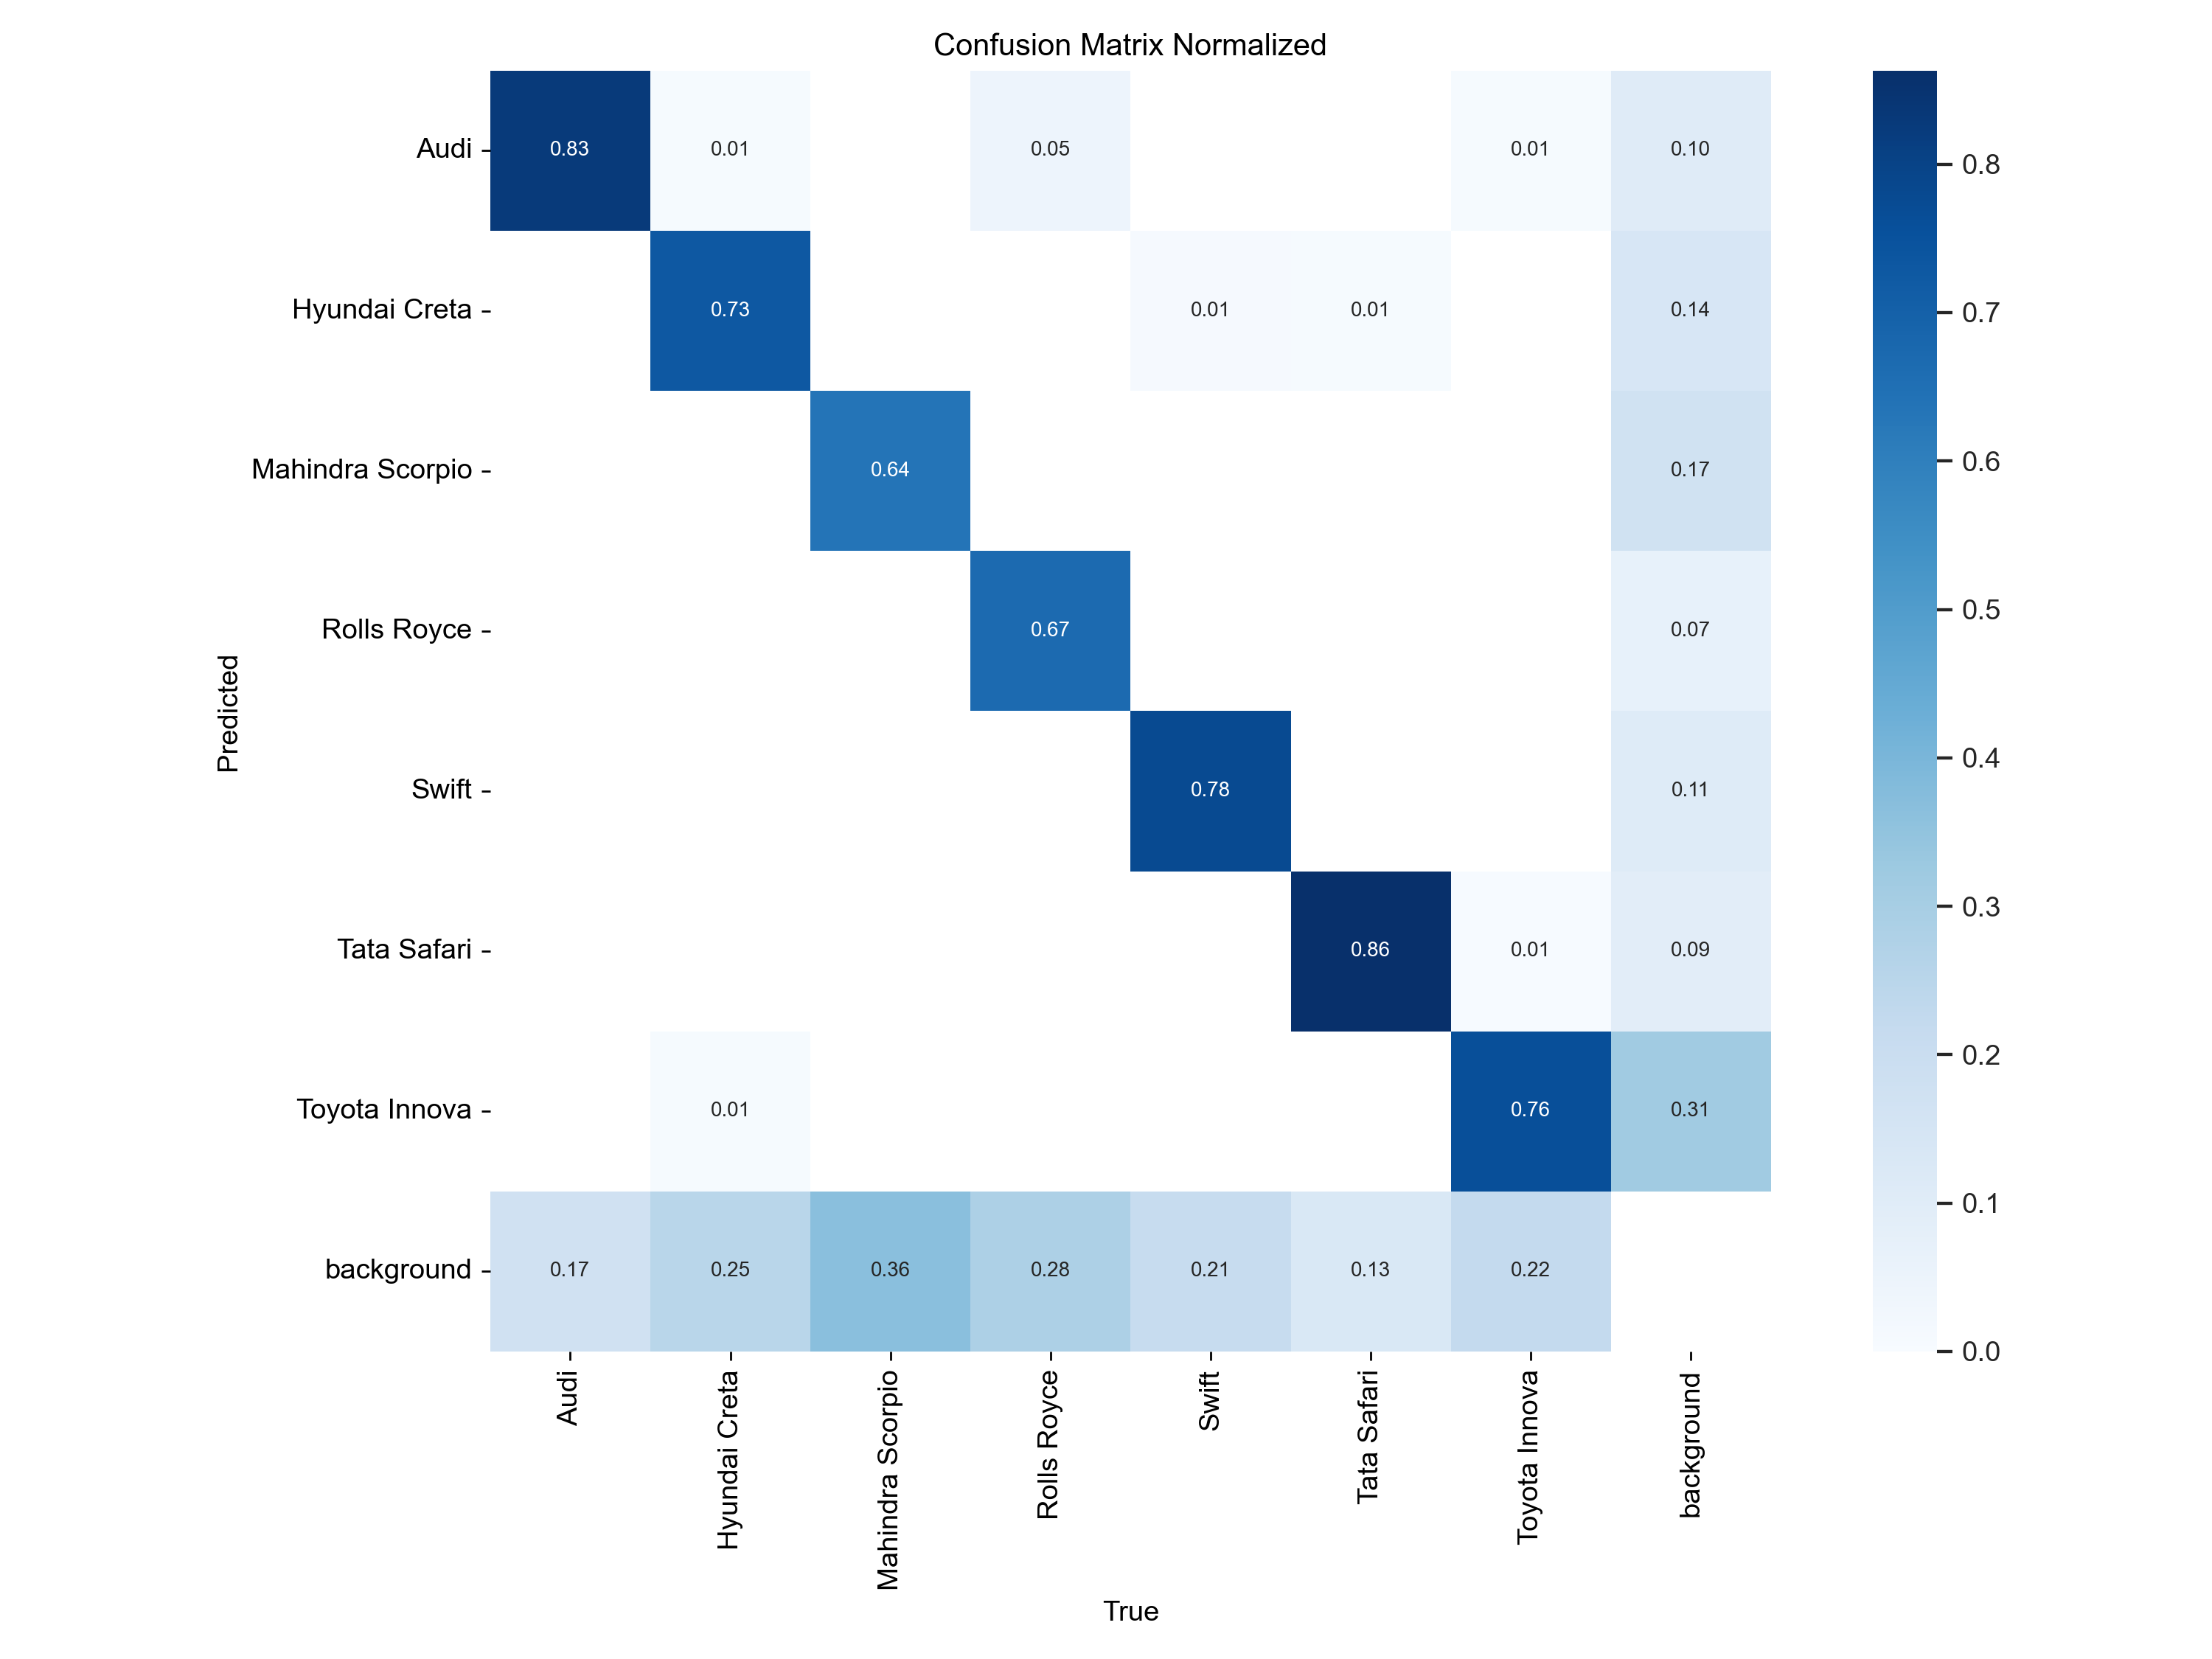 Confusion Matrix Normalized
Audi
0.83 0.01 0.05 0.01 0.10
Hyundai Creta
0.73 0.01 0.01 0.14
Mahindra Scorpio
0.64 0.17
Rolls Royce
0.67 0.07
Swift
0.78 0.11
Tata Safari
0.86 0.01 0.09
Toyota Innova
0.01 0.76 0.31
background
0.17 0.25 0.36 0.28 0.21 0.13 0.22
Predicted
Audi
Hyundai Creta
Mahindra Scorpio
Rolls Royce
Swift
Tata Safari
Toyota Innova
background
True
0.8
0.7
0.6
0.5
0.4
0.3
0.2
0.1
0.0